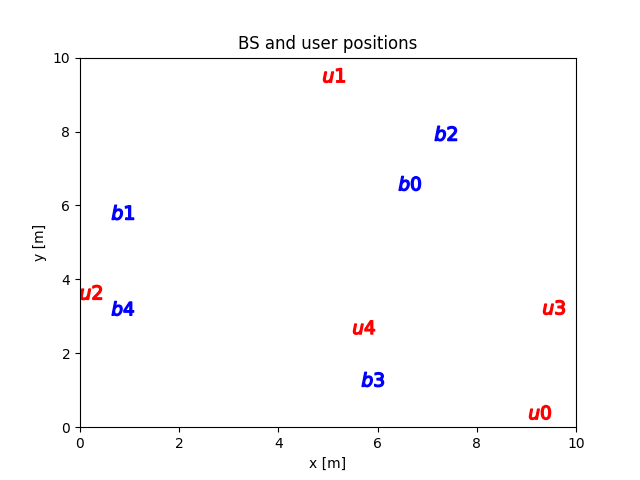 BS and user positions
10
u1
b2
8
b0
6
b1
y [m]
4
u2
b4
u3
u4
2
b3
u0
0
0 2 4 6 8 10
x [m]